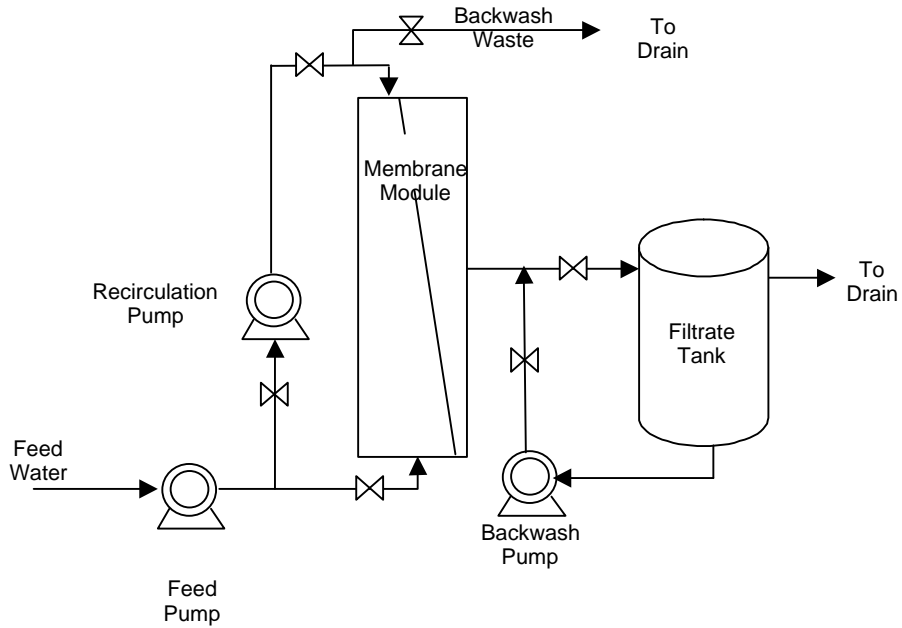 Backwash
Waste
To
Drain
Membrane
Module
Recirculation
Pump
To
Drain
Filtrate
Tank
Feed
Water
Backwash
Pump
Feed
Pump